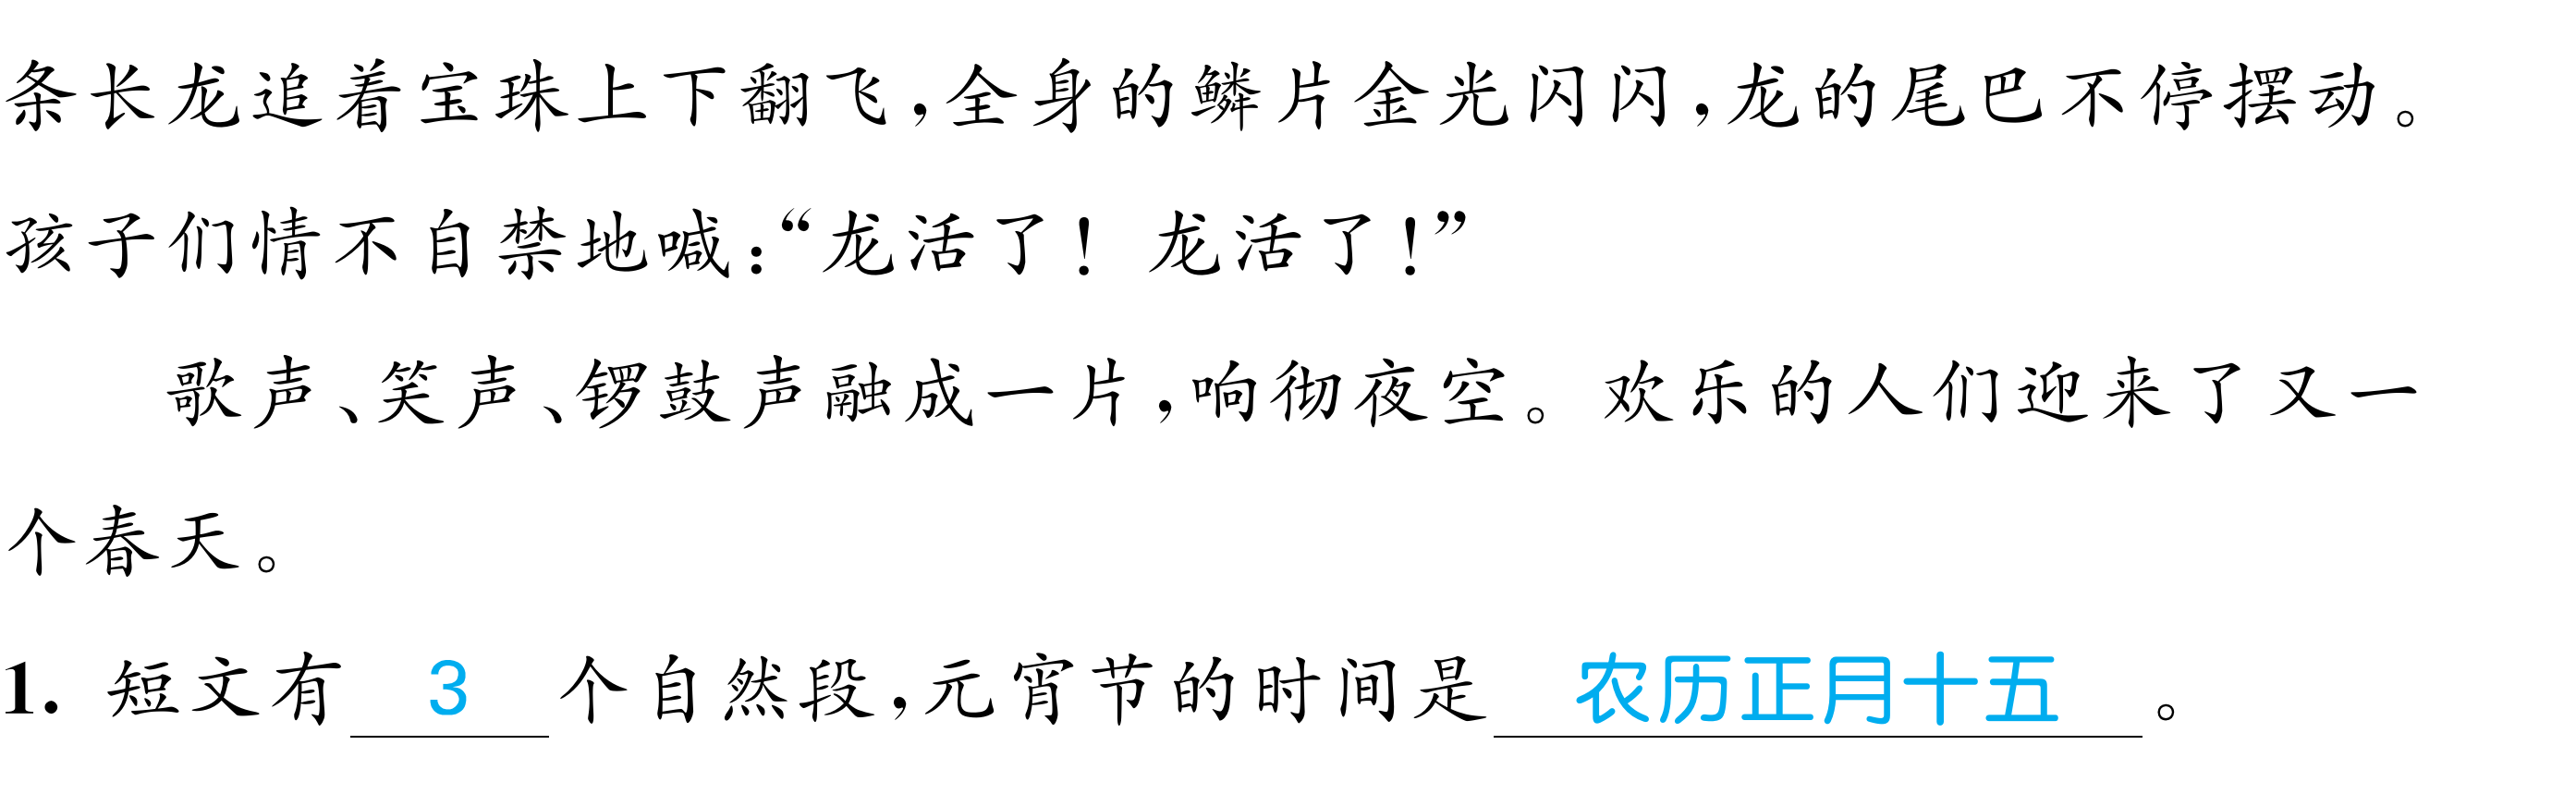 条长龙追着宝珠上下翻飞，全身的鳞片金光闪闪，龙的尾巴不停摆动。
孩子们情不自禁地喊：“龙活了！龙活了！”
歌声、笑声、锣鼓声融成一片，响彻夜空。欢乐的人们迎来了又一
个春天。
1. 短文有 3 个自然段，元宵节的时间是 农历正月十五 。